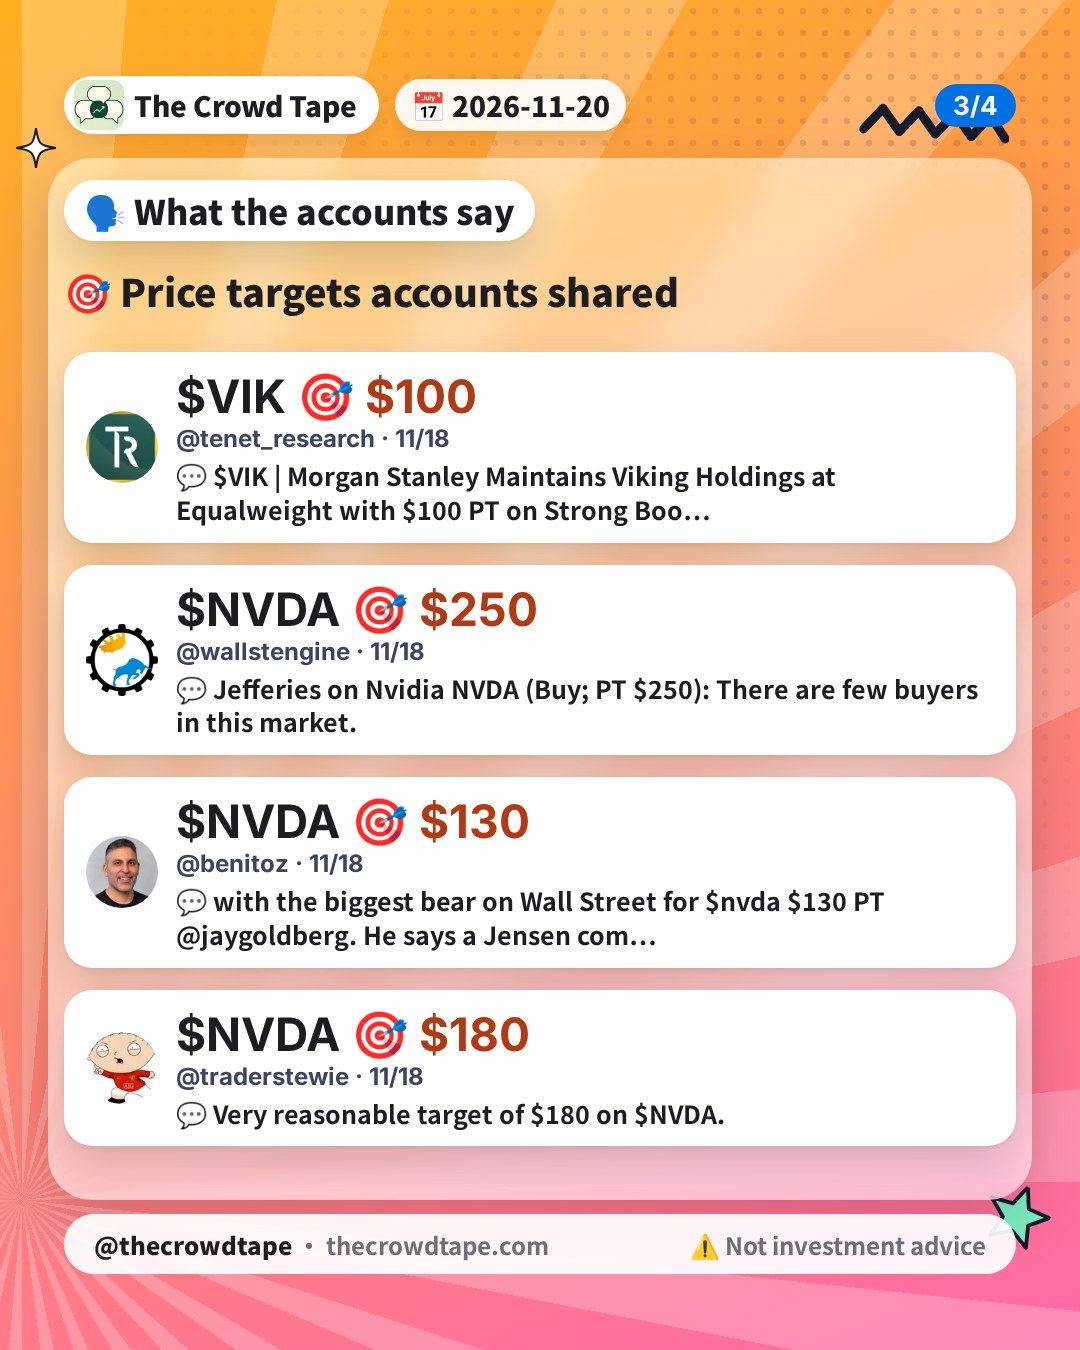 The Crowd Tape
📅 2026-11-20
3/4
🗣️ What the accounts say
🎯 Price targets accounts shared
TR
$VIK 🎯 $100
@tenet_research · 11/18
💬 $VIK | Morgan Stanley Maintains Viking Holdings at
Equalweight with $100 PT on Strong Boo…
$NVDA 🎯 $250
@wallstengine · 11/18
💬 Jefferies on Nvidia NVDA (Buy; PT $250): There are few buyers
in this market.
$NVDA 🎯 $130
@benitoz · 11/18
💬 with the biggest bear on Wall Street for $nvda $130 PT
@jaygoldberg. He says a Jensen com…
$NVDA 🎯 $180
@traderstewie · 11/18
💬 Very reasonable target of $180 on $NVDA.
@thecrowdtape • thecrowdtape.com
⚠️ Not investment advice